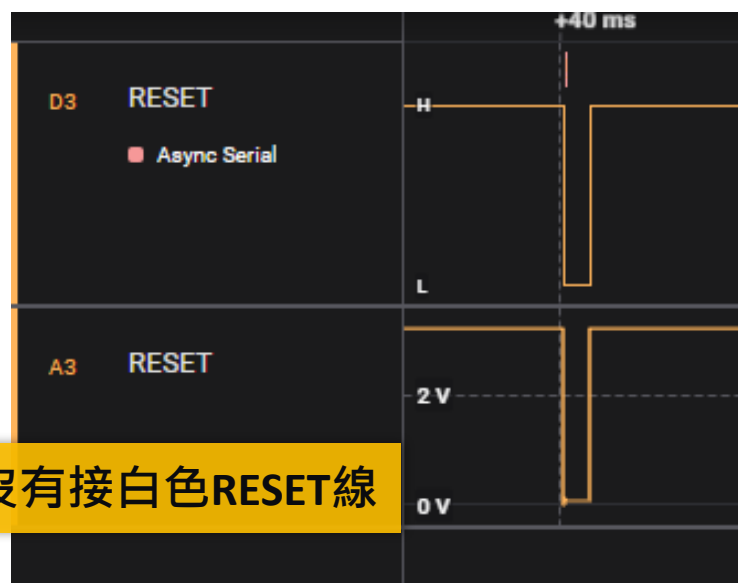 +40 ms
D3 RESET
H
Async Serial
L
A3 RESET
2 V
有接白色RESET線
0 V